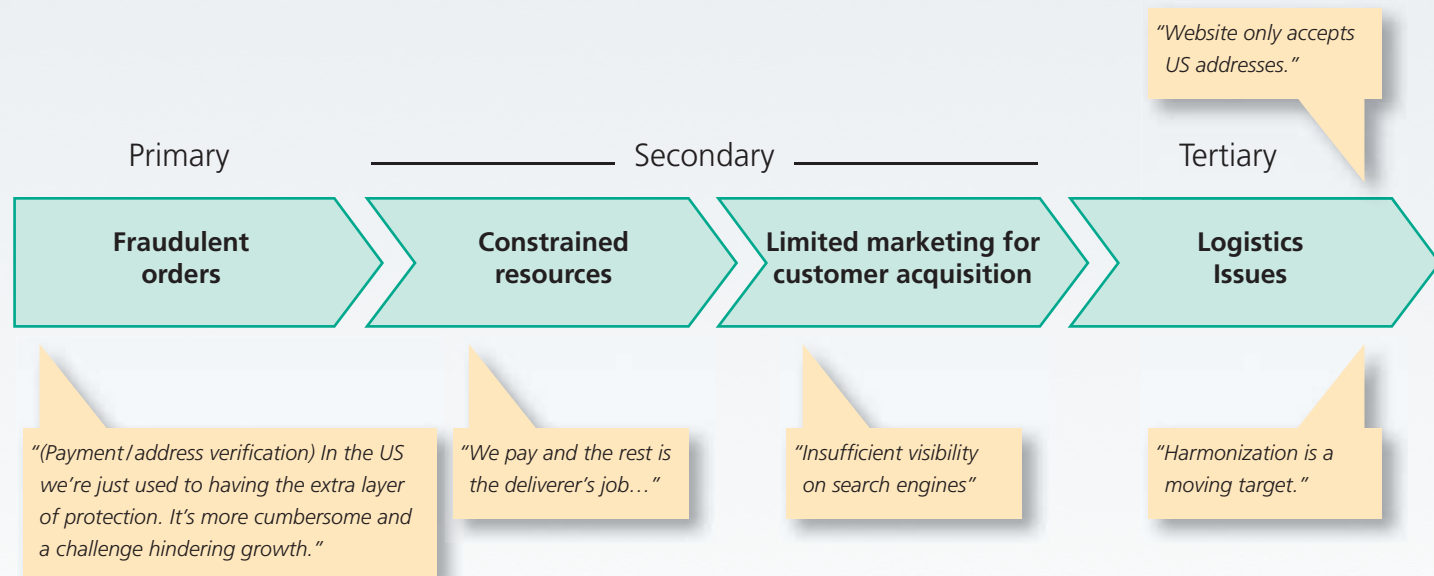 “Website only accepts
US addresses.”
Primary
Secondary
Tertiary
Fraudulent
orders
Constrained
resources
Limited marketing for
customer acquisition
Logistics
Issues
“(Payment/address verification) In the US
we’re just used to having the extra layer
of protection. It’s more cumbersome and
a challenge hindering growth.”
“We pay and the rest is
the deliverer’s job…”
“Insufficient visibility
on search engines”
“Harmonization is a
moving target.”